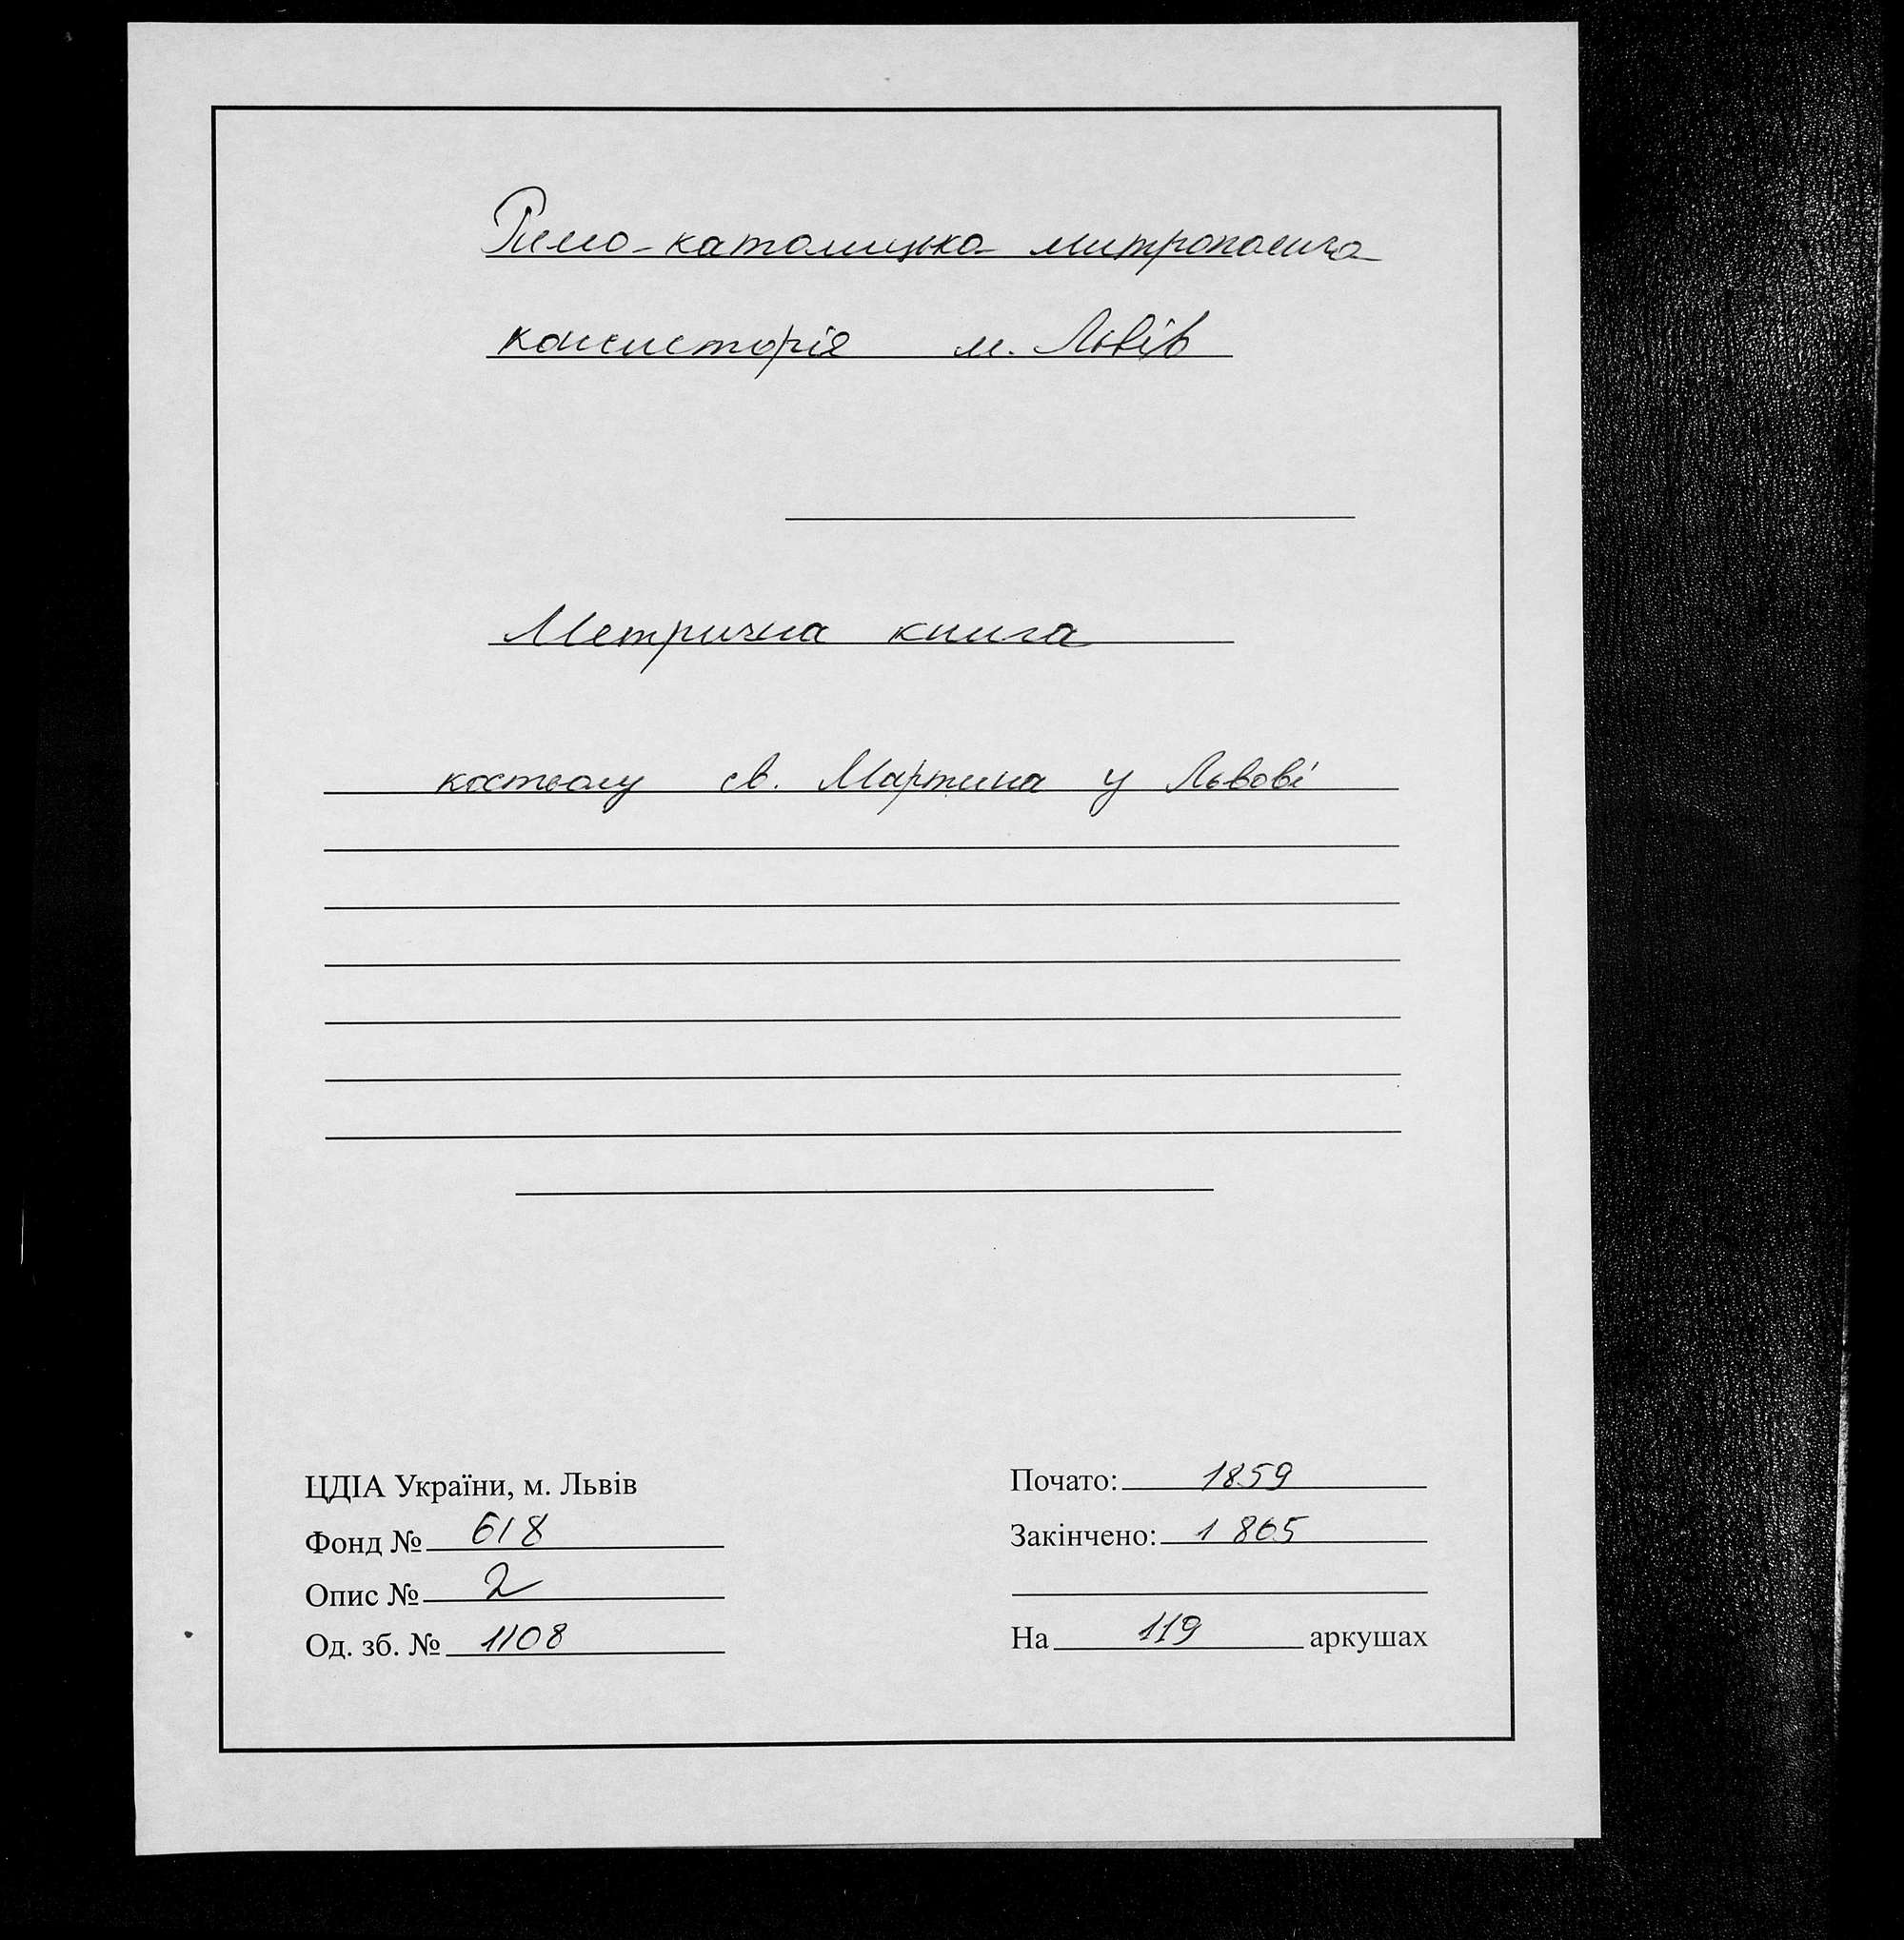 Римо-католицька митрополича
консисторія м. Львів
Метрична книга
костьолу св. Мартина у Львові
ЦДІА України, м. Львів
Фонд № 618
Опис № 2
Од. зб. № 1108
Почато: 1859
Закінчено: 1865
На 119 аркушах